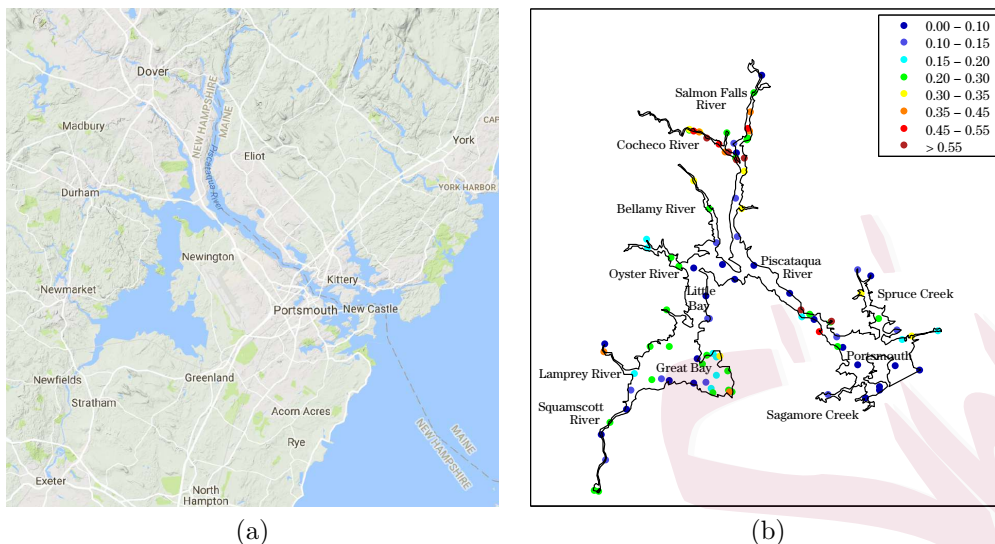 Dover
Madbury
NEW HAMPSHIRE
MAINE
Piscataqua River
Eliot
York
CAP
YORK HARBOR
Durham
Newington
Newmarket
Kittery
Portsmouth
New Castle
Newfields
Greenland
Stratham
Acorn Acres
Rye
MAINE
NEW HAMPSHIRE
Exeter
North
Hampton
(a)
0.00 – 0.10
0.10 – 0.15
0.15 – 0.20
0.20 – 0.30
0.30 – 0.35
0.35 – 0.45
0.45 – 0.55
> 0.55
Salmon Falls
River
Cocheco River
Bellamy River
Oyster River
Piscataqua
River
Little
Bay
Spruce Creek
Portsmouth
Great Bay
Lamprey River
Squamscott
River
Sagamore Creek
(b)